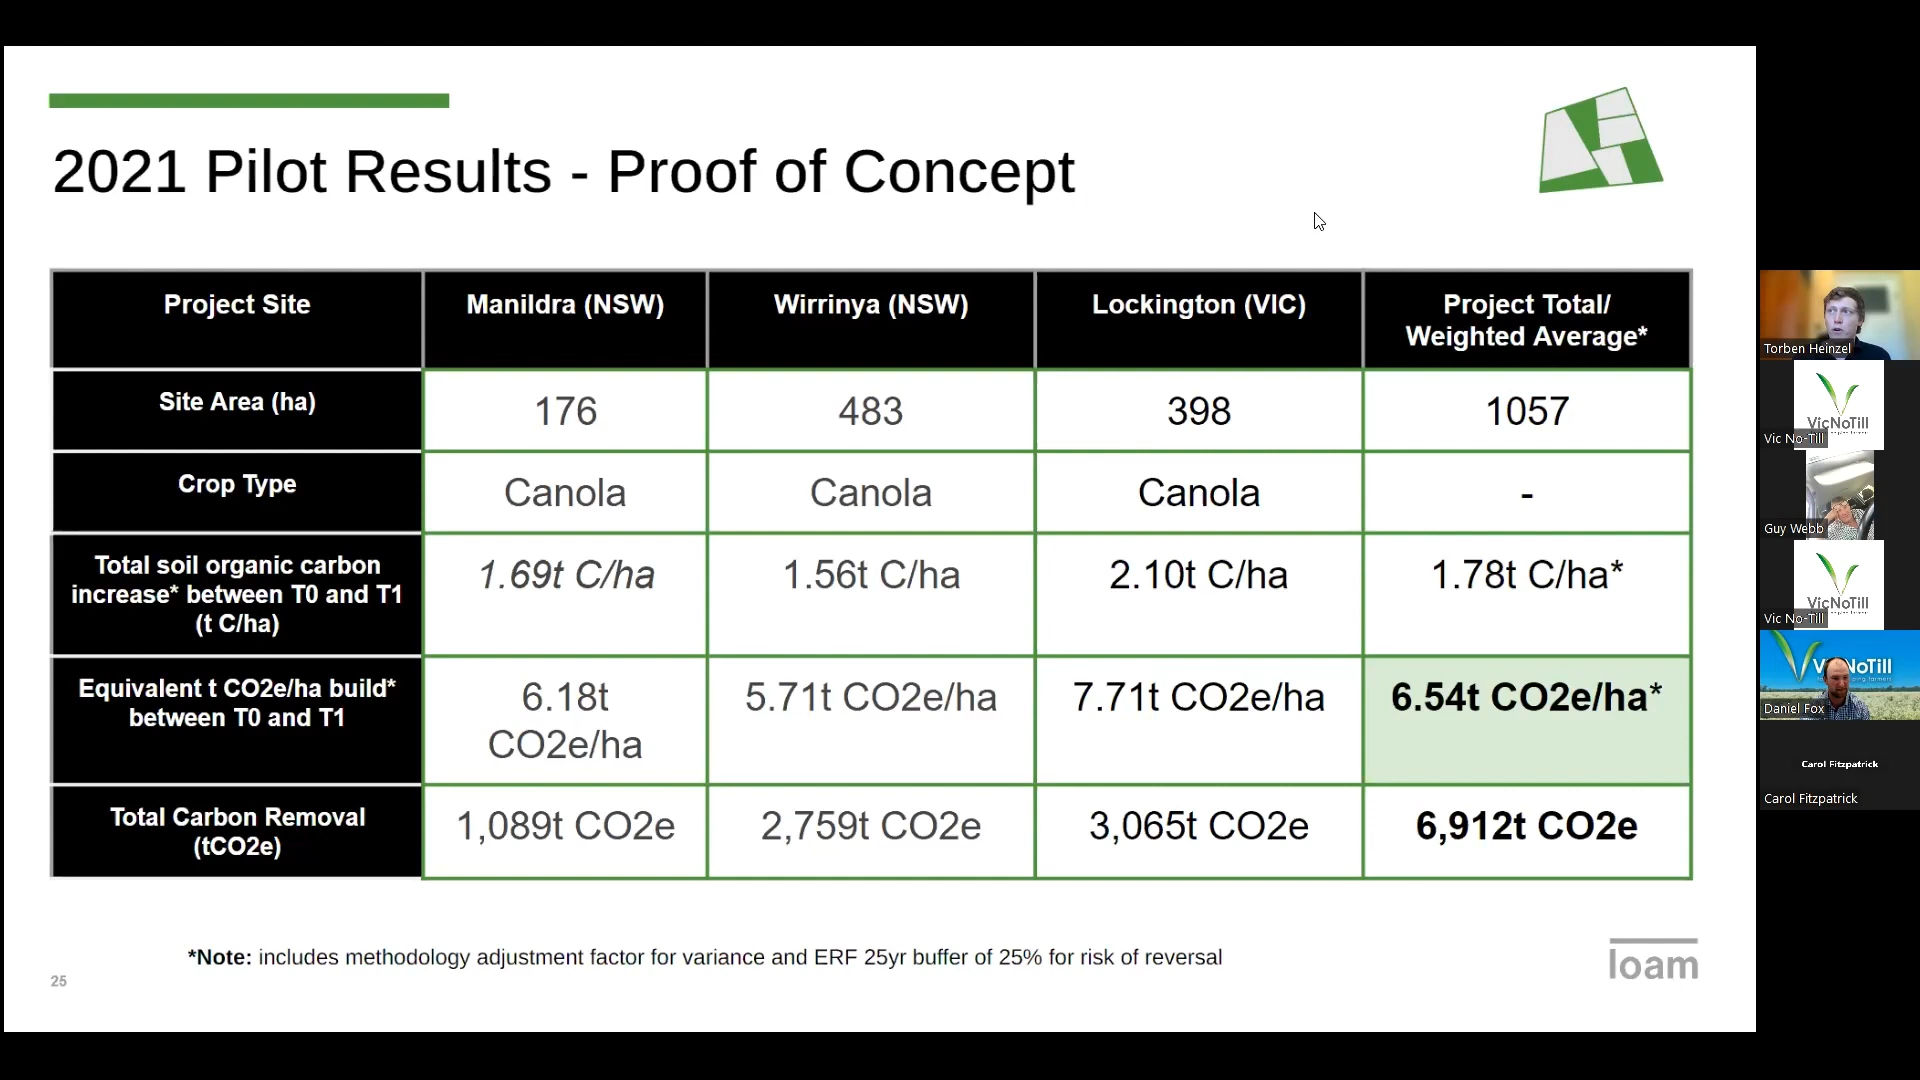 2021 Pilot Results - Proof of Concept
Project Site
Manildra (NSW)
Wirrinya (NSW)
Lockington (VIC)
Project Total/
Weighted Average*
Site Area (ha)
176
483
398
1057
Crop Type
Canola
Canola
Canola
-
Total soil organic carbon
increase* between T0 and T1
(t C/ha)
1.69t C/ha
1.56t C/ha
2.10t C/ha
1.78t C/ha*
Equivalent t CO2e/ha build*
between T0 and T1
6.18t
CO2e/ha
5.71t CO2e/ha
7.71t CO2e/ha
6.54t CO2e/ha*
Total Carbon Removal
(tCO2e)
1,089t CO2e
2,759t CO2e
3,065t CO2e
6,912t CO2e
*Note: includes methodology adjustment factor for variance and ERF 25yr buffer of 25% for risk of reversal
25
loam
Torben Heinzel
VicNoTill
Vic No-Till
Guy Webb
VicNoTill
Vic No-Till
Daniel Fox
Carol Fitzpatrick
Carol Fitzpatrick